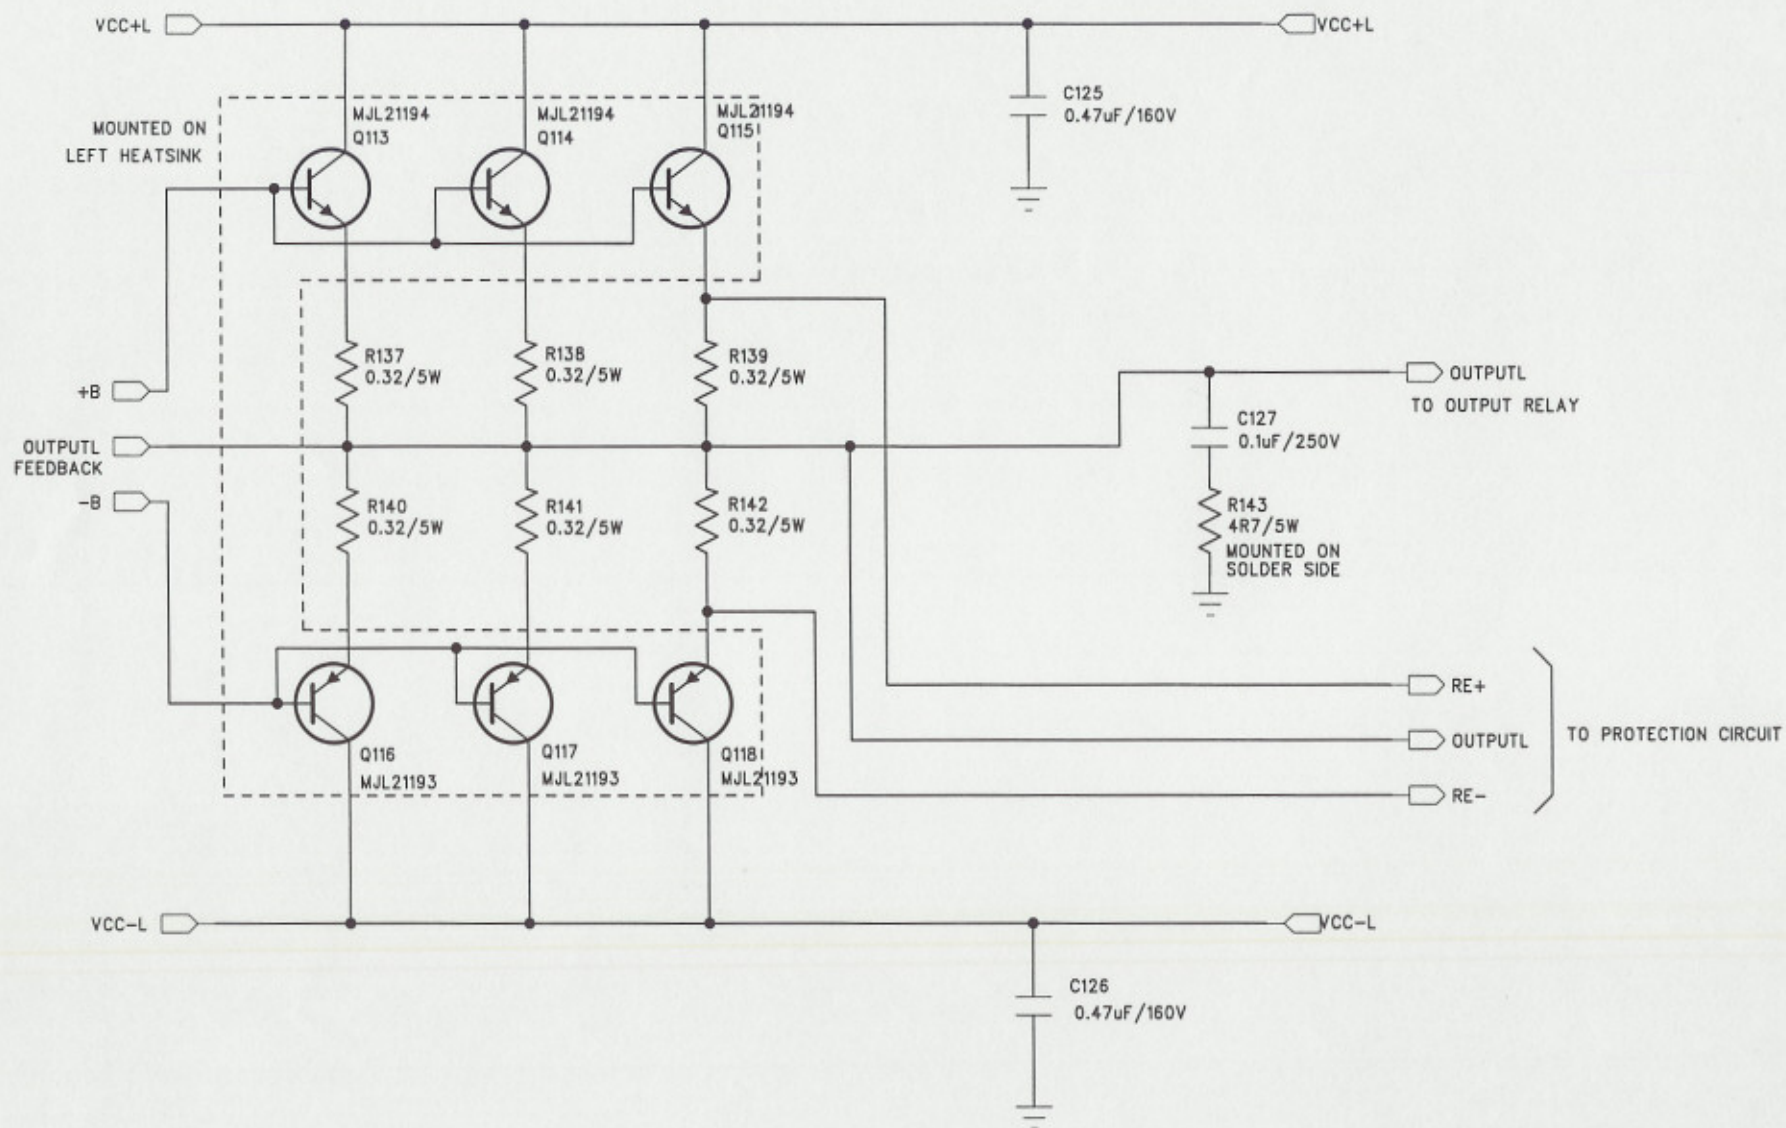 VCC+L
VCC+L
C125
0.47uF/160V
MOUNTED ON
LEFT HEATSINK
MJL21194
Q113
MJL21194
Q114
MJL21194
Q115
R137
0.32/5W
R138
0.32/5W
R139
0.32/5W
+B
OUTPUTL
FEEDBACK
-B
OUTPUTL
TO OUTPUT RELAY
C127
0.1uF/250V
R140
0.32/5W
R141
0.32/5W
R142
0.32/5W
R143
4R7/5W
MOUNTED ON
SOLDER SIDE
RE+
OUTPUTL
RE-
TO PROTECTION CIRCUIT
Q116
MJL21193
Q117
MJL21193
Q118
MJL21193
VCC-L
VCC-L
C126
0.47uF/160V